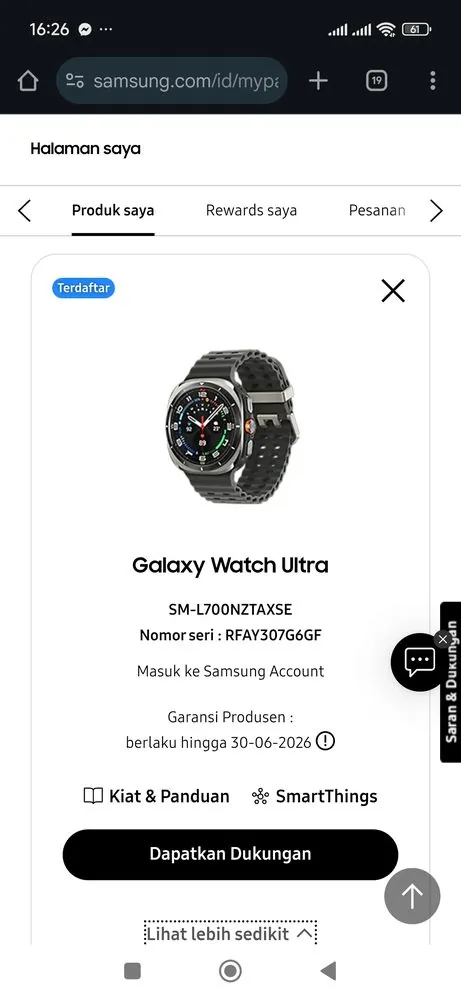 16:26
61
samsung.com/id/mypa
19
Halaman saya
Produk saya
Rewards saya
Pesanan
Terdaftar
Galaxy Watch Ultra
SM-L700NZTAXSE
Nomor seri : RFAY307G6GF
Masuk ke Samsung Account
Garansi Produsen :
berlaku hingga 30-06-2026
Saran & Dukungan
Kiat & Panduan
SmartThings
Dapatkan Dukungan
Lihat lebih sedikit